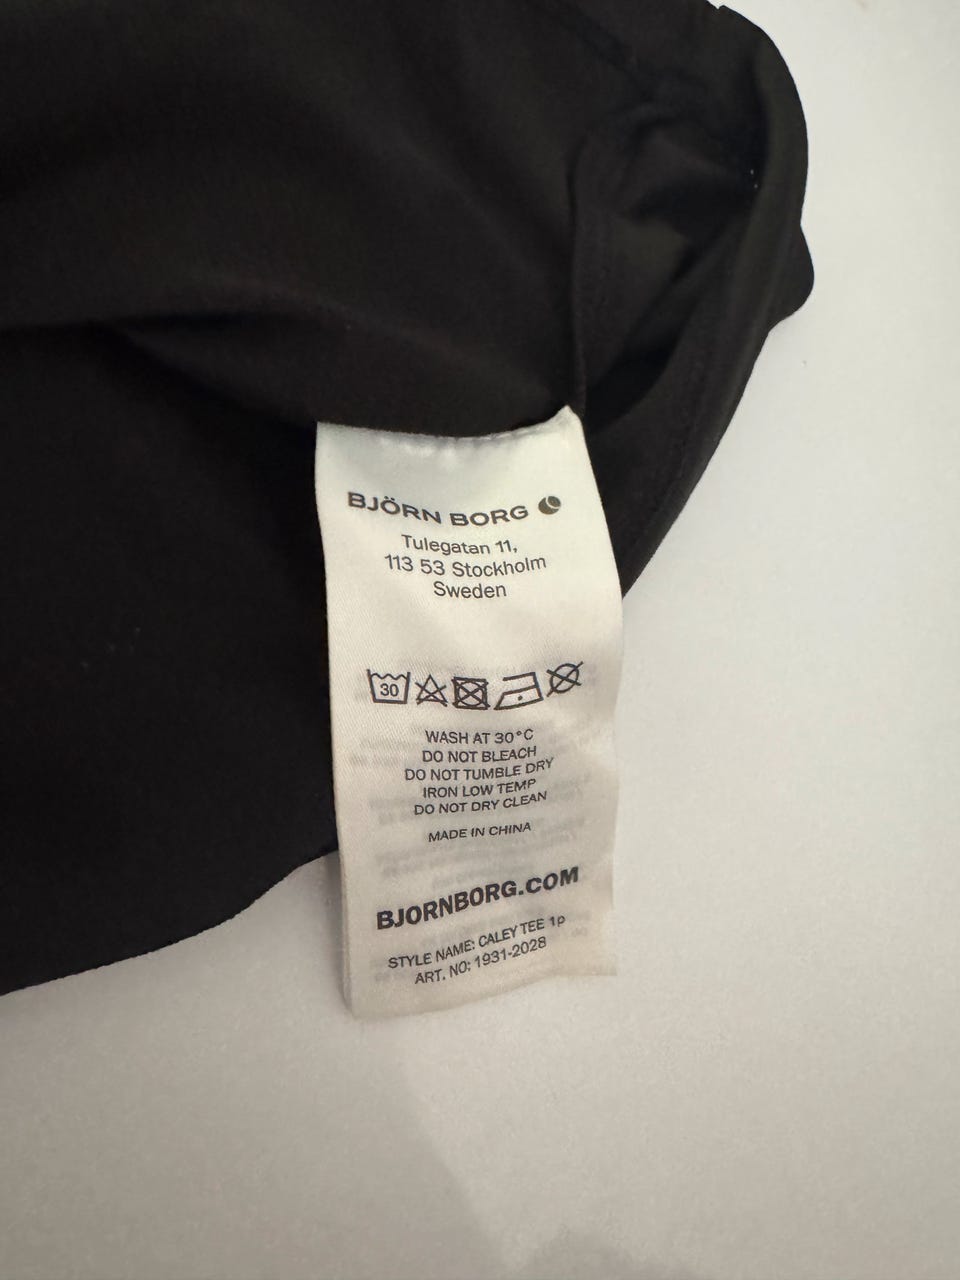 BJÖRN BORG
Tulegatan 11,
113 53 Stockholm
Sweden
30
WASH AT 30°C
DO NOT BLEACH
DO NOT TUMBLE DRY
IRON LOW TEMP
DO NOT DRY CLEAN
MADE IN CHINA
BJORNBORG.COM
STYLE NAME: CALEY TEE 1p
ART. NO: 1931-2028